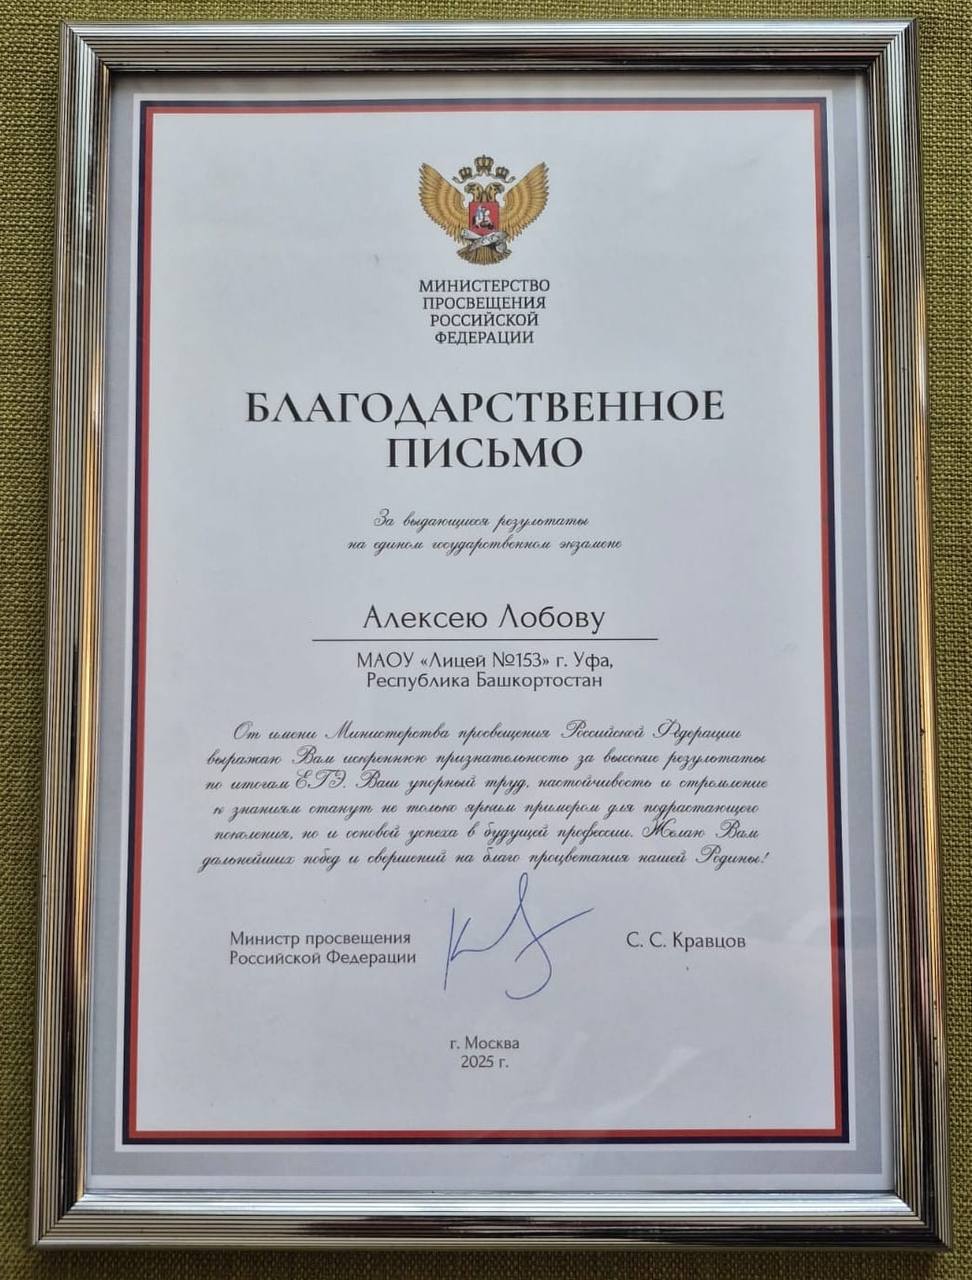 МИНИСТЕРСТВО
ПРОСВЕЩЕНИЯ
РОССИЙСКОЙ
ФЕДЕРАЦИИ
БЛАГОДАРСТВЕННОЕ
ПИСЬМО
За выдающиеся результаты
на едином государственном экзамене
Алексею Лобову
МАОУ «Лицей №153» г. Уфа,
Республика Башкортостан
От имени Министерства просвещения Российской Федерации
выражаю Вам искреннюю признательность за высокие результаты
по итогам ЕГЭ. Ваш упорный труд, настойчивость и стремление
к знаниям станут не только ярким примером для подрастающего
поколения, но и основой успеха в будущей профессии. Желаю Вам
дальнейших побед и свершений на благо процветания нашей Родины!
Министр просвещения
Российской Федерации
С. С. Кравцов
г. Москва
2025 г.